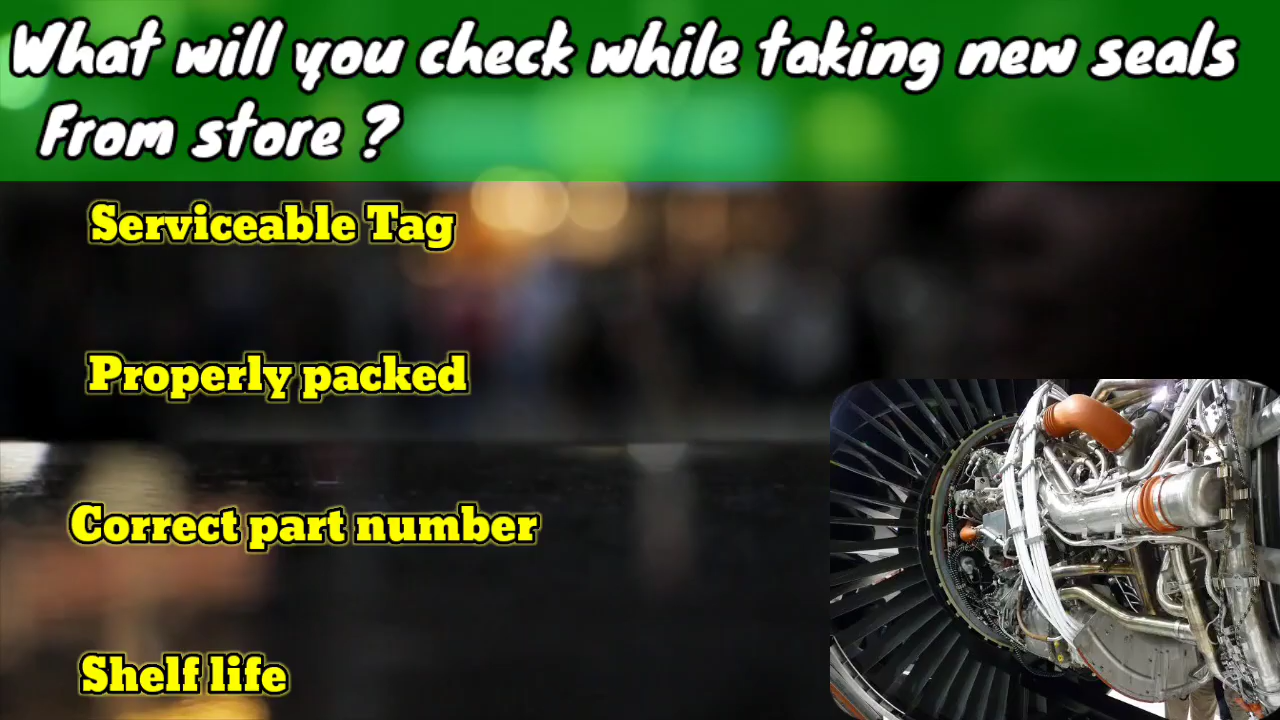 What will you check while taking new seals
From store ?
Serviceable Tag
Properly packed
Correct part number
Shelf life